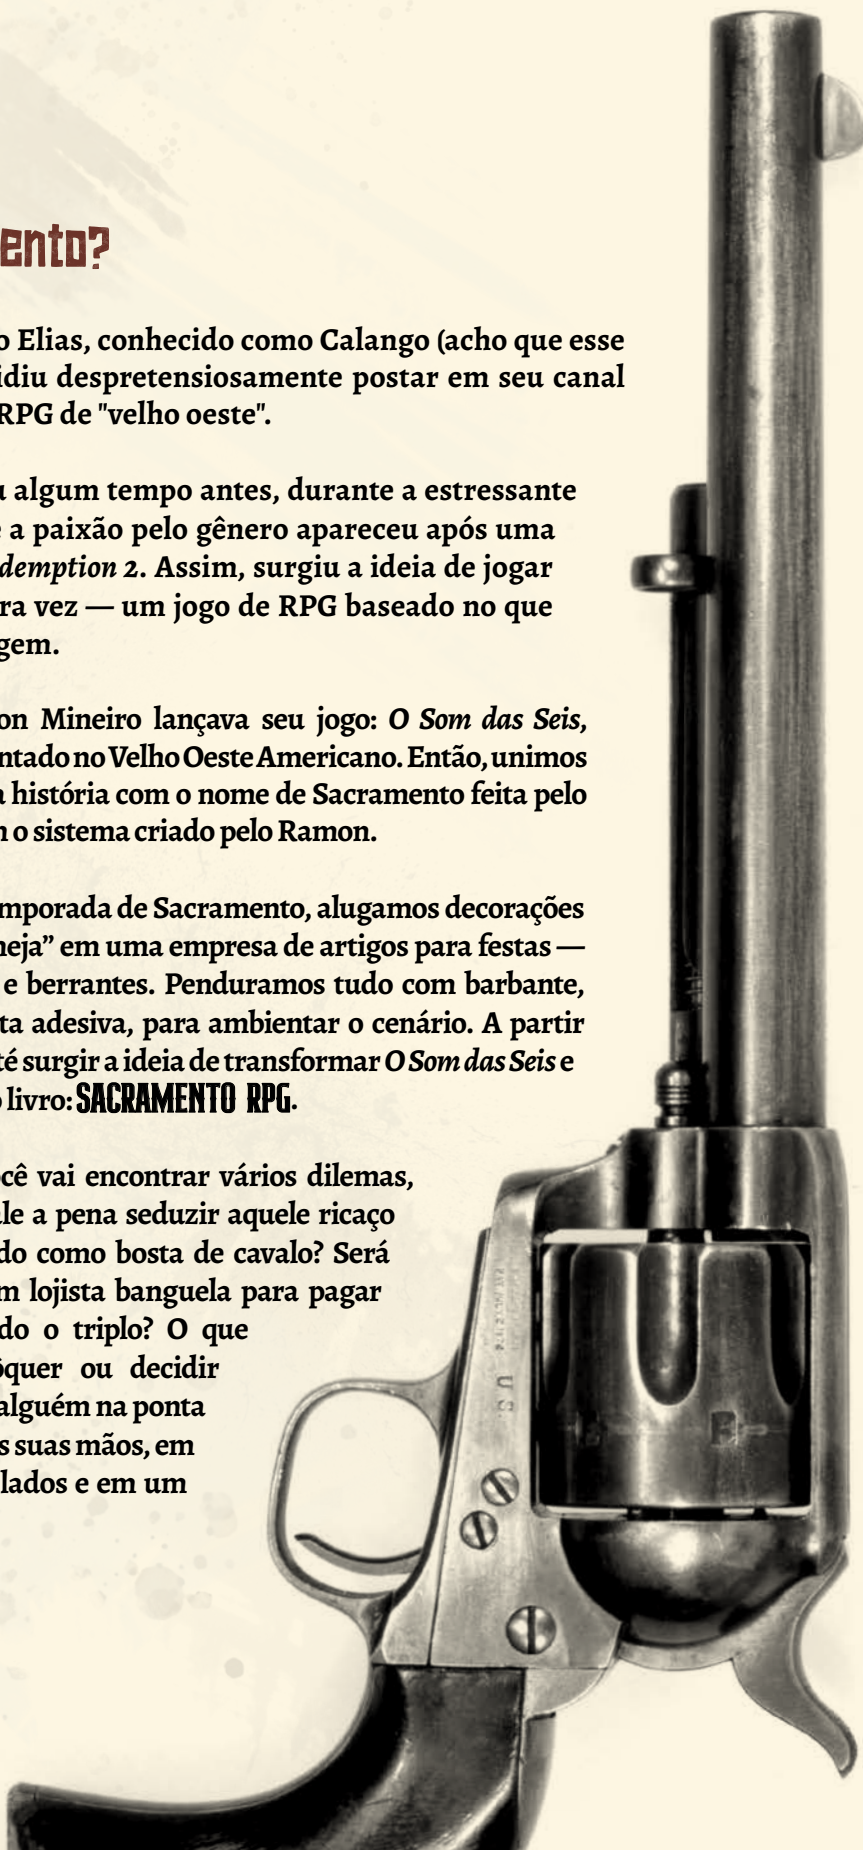 ento?
o Elias, conhecido como Calango (acho que esse
idiu despretensiosamente postar em seu canal
RPG de "velho oeste".
u algum tempo antes, durante a estressante
e a paixão pelo gênero apareceu após uma
demption 2. Assim, surgiu a ideia de jogar
ra vez — um jogo de RPG baseado no que
gem.
on Mineiro lançava seu jogo: O Som das Seis,
ntado no Velho Oeste Americano. Então, unimos
a história com o nome de Sacramento feita pelo
m o sistema criado pelo Ramon.
mporada de Sacramento, alugamos decorações
neja” em uma empresa de artigos para festas —
e berrantes. Penduramos tudo com barbante,
ta adesiva, para ambientar o cenário. A partir
té surgir a ideia de transformar O Som das Seis e
o livro: SACRAMENTO RPG.
cê vai encontrar vários dilemas,
ale a pena seduzir aquele ricaço
do como bosta de cavalo? Será
m lojista banguela para pagar
do o triplo? O que
ôquer ou decidir
alguém na ponta
s suas mãos, em
lados e em um
U.S.